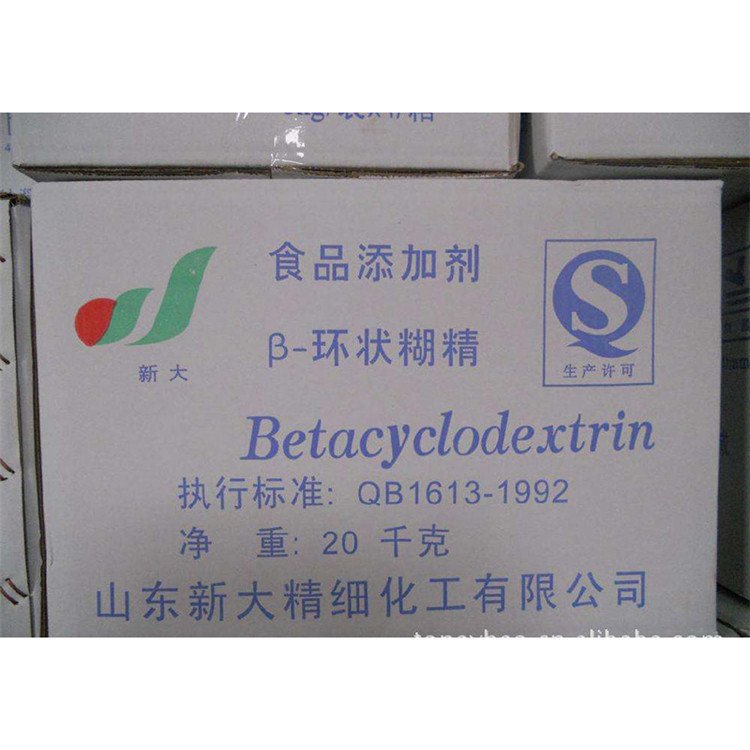 食品添加剂
β-环状糊精
新大
QS
生产许可
Betacyclodextrin
执行标准: QB1613-1992
净 重: 20 千克
山东新大精细化工有限公司